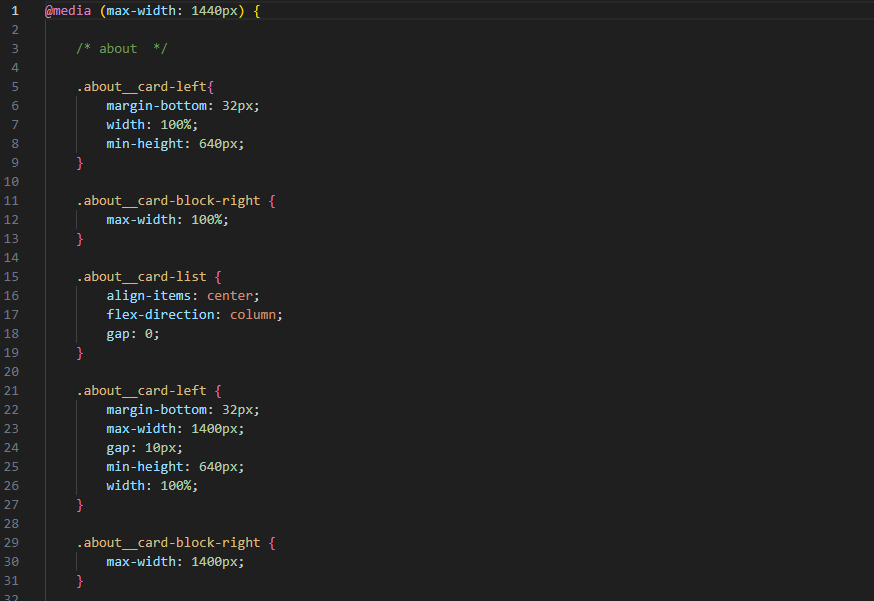 1 @media (max-width: 1440px) {
2
3 /* about  */
4
5 .about__card-left{
6 margin-bottom: 32px;
7 width: 100%;
8 min-height: 640px;
9 }
10
11 .about__card-block-right {
12 max-width: 100%;
13 }
14
15 .about__card-list {
16 align-items: center;
17 flex-direction: column;
18 gap: 0;
19 }
20
21 .about__card-left {
22 margin-bottom: 32px;
23 max-width: 1400px;
24 gap: 10px;
25 min-height: 640px;
26 width: 100%;
27 }
28
29 .about__card-block-right {
30 max-width: 1400px;
31 }
32